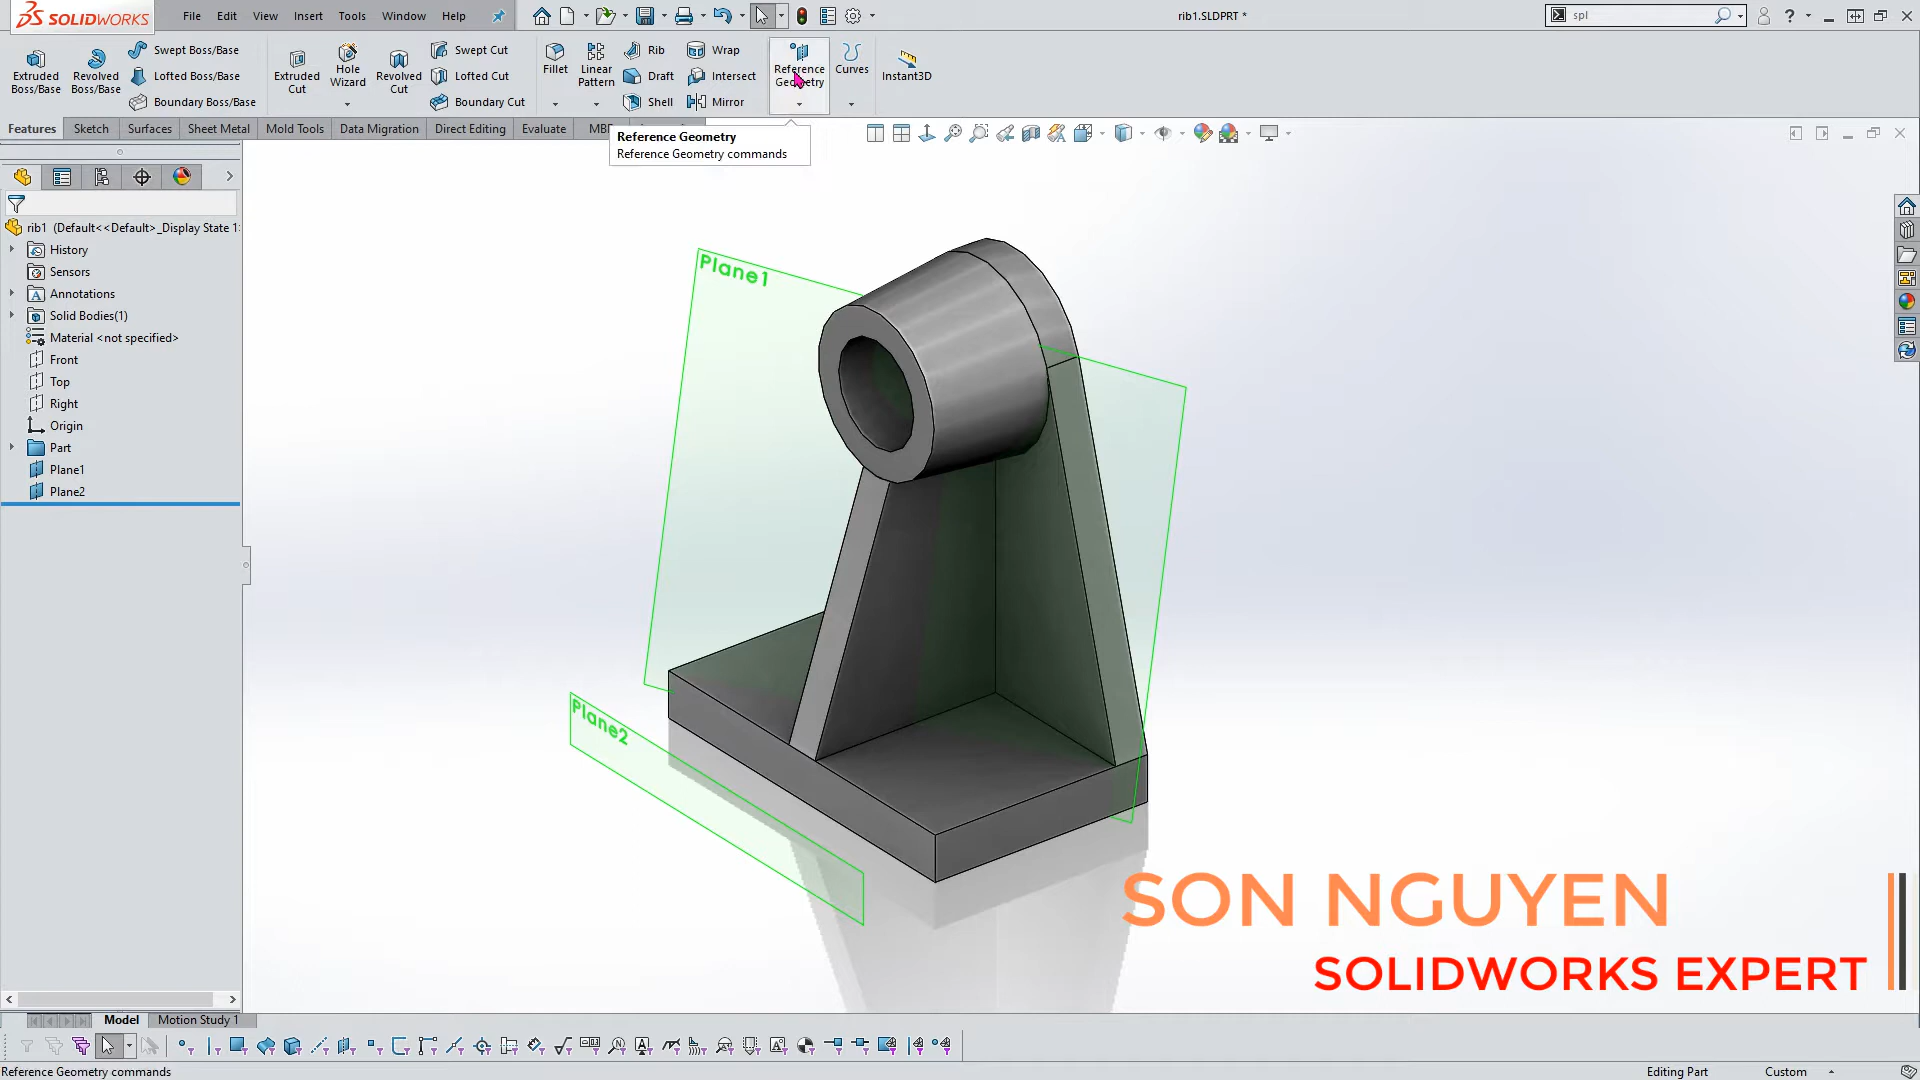 SOLIDWORKS
File Edit View Insert Tools Window Help
rib1.SLDPRT *
spl
Extruded Boss/Base
Revolved Boss/Base
Swept Boss/Base
Lofted Boss/Base
Boundary Boss/Base
Extruded Cut
Hole Wizard
Revolved Cut
Swept Cut
Lofted Cut
Boundary Cut
Fillet
Linear Pattern
Rib
Draft
Shell
Wrap
Intersect
Mirror
Reference Geometry
Curves
Instant3D
Features Sketch Surfaces Sheet Metal Mold Tools Data Migration Direct Editing Evaluate
Reference Geometry
Reference Geometry commands
rib1 (Default<<Default>_Display State 1
History
Sensors
Annotations
Solid Bodies(1)
Material <not specified>
Front
Top
Right
Origin
Part
Plane1
Plane2
Plane1
Plane2
SON NGUYEN
SOLIDWORKS EXPERT
Model Motion Study 1
Reference Geometry commands
Editing Part Custom